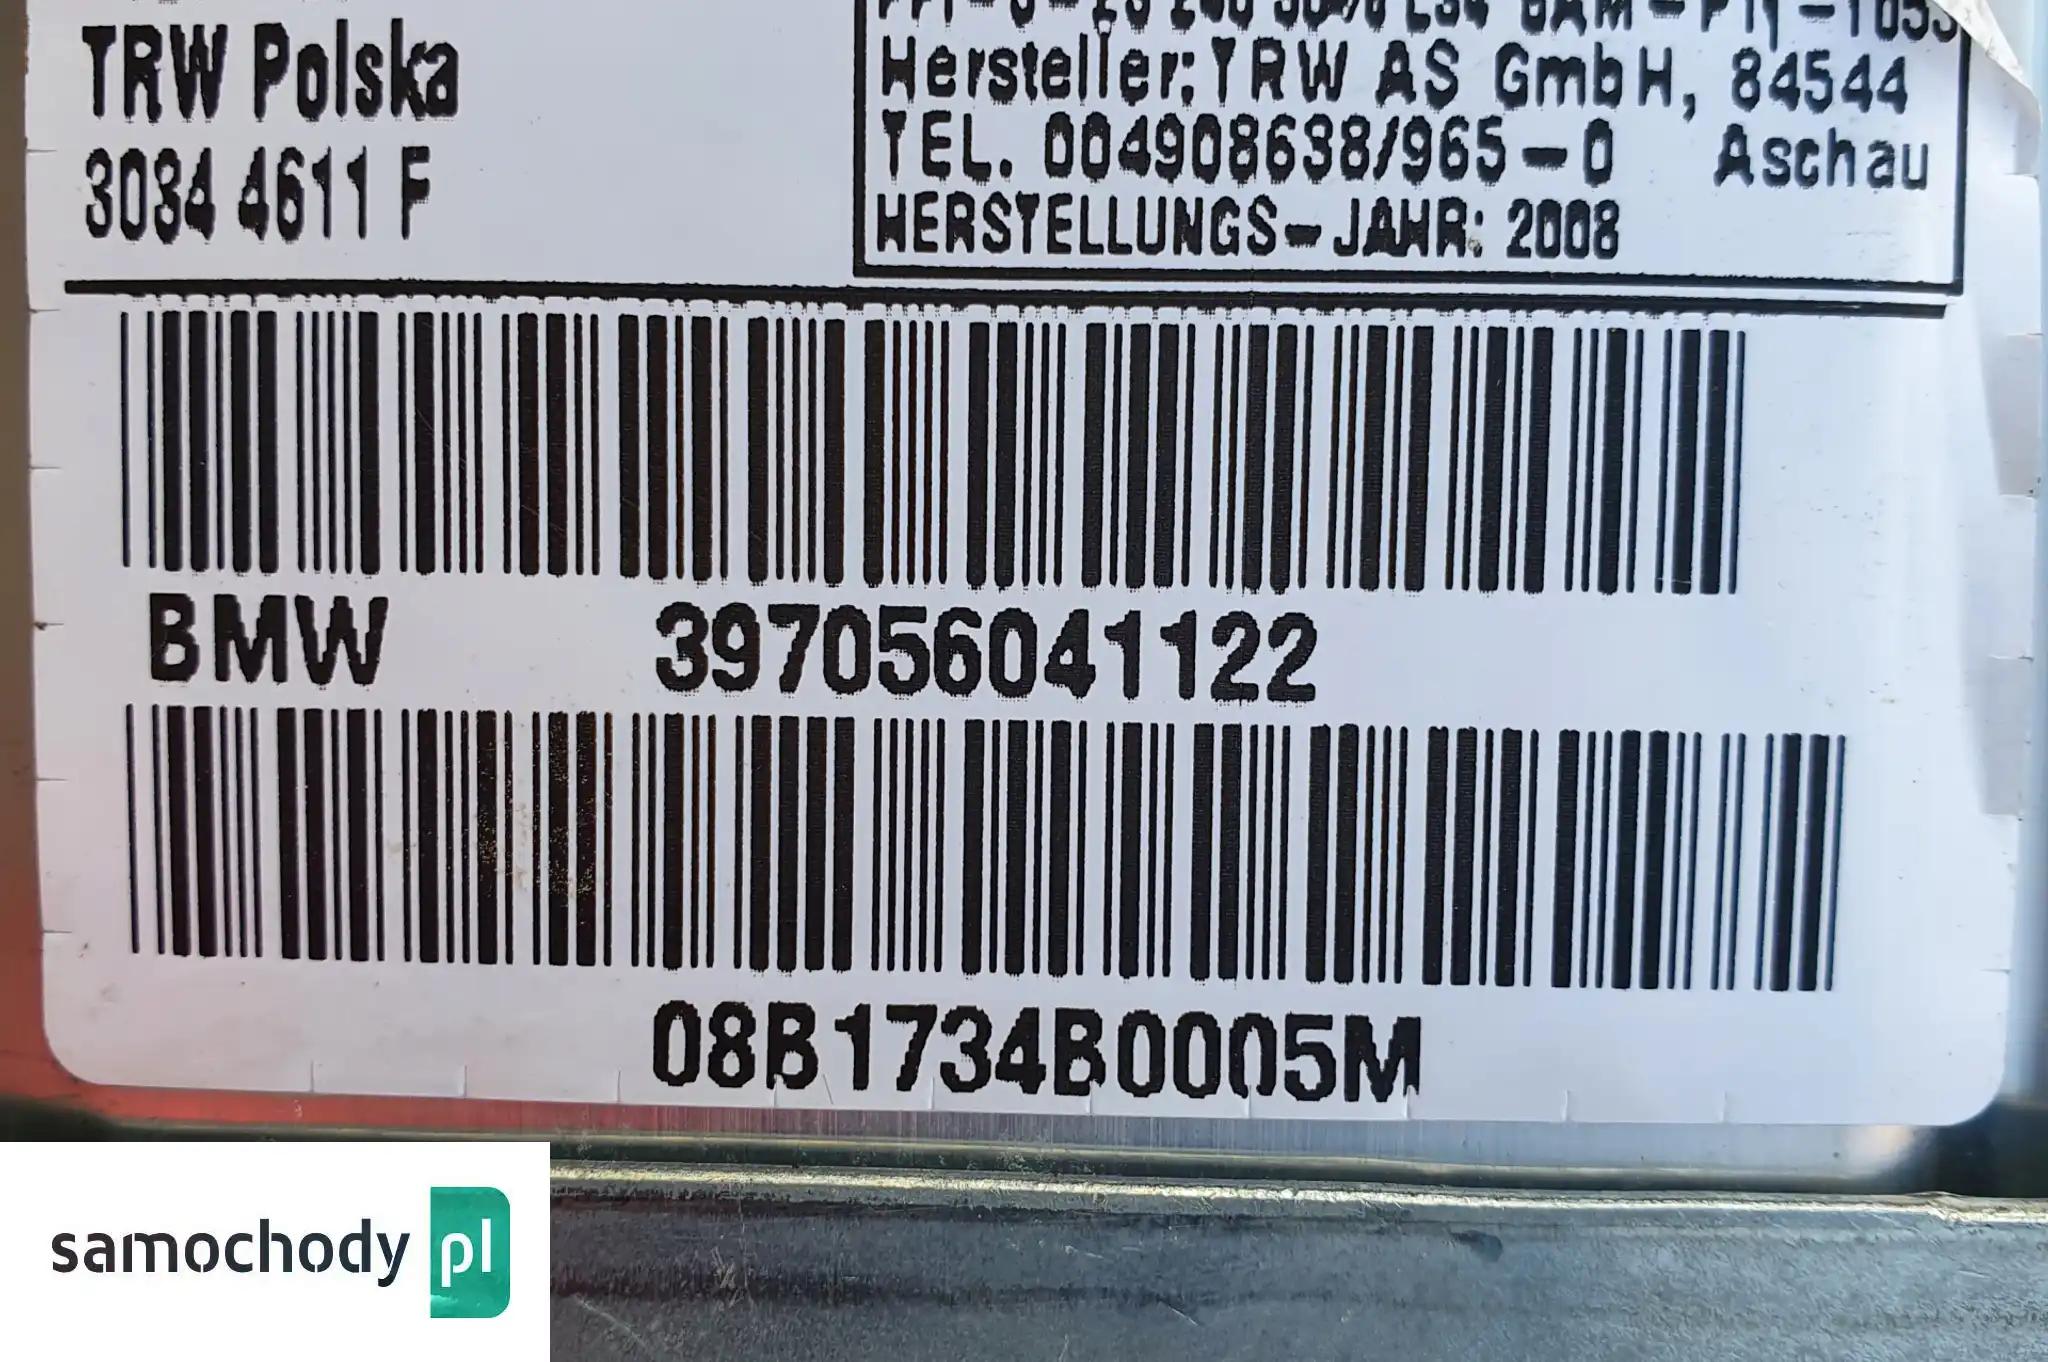 TRW Polska
3034 4611 F
Hersteller: TRW AS GmbH, 84544
TEL. 004908638/965-0 Aschau
HERSTELLUNGS-JAHR: 2008
BMW 397056041122
08B1734B0005M
samochody pl